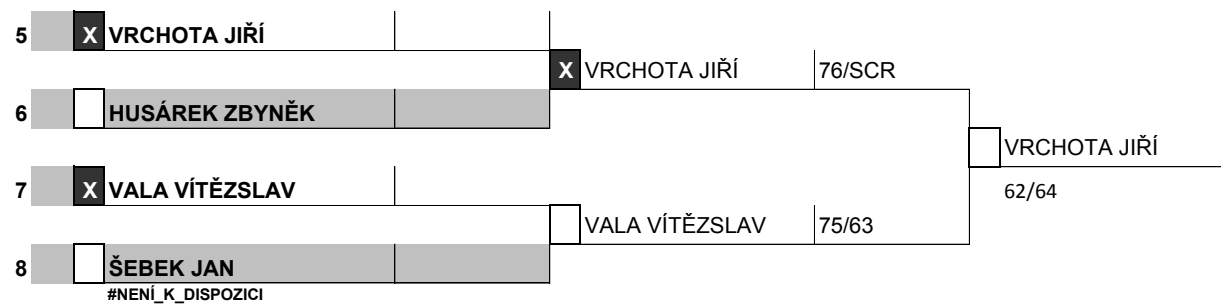 5 X VRCHOTA JIŘÍ
X VRCHOTA JIŘÍ 76/SCR
6 HUSÁREK ZBYNĚK
VRCHOTA JIŘÍ
7 X VALA VÍTĚZSLAV
62/64
VALA VÍTĚZSLAV 75/63
8 ŠEBEK JAN
#NENÍ_K_DISPOZICI